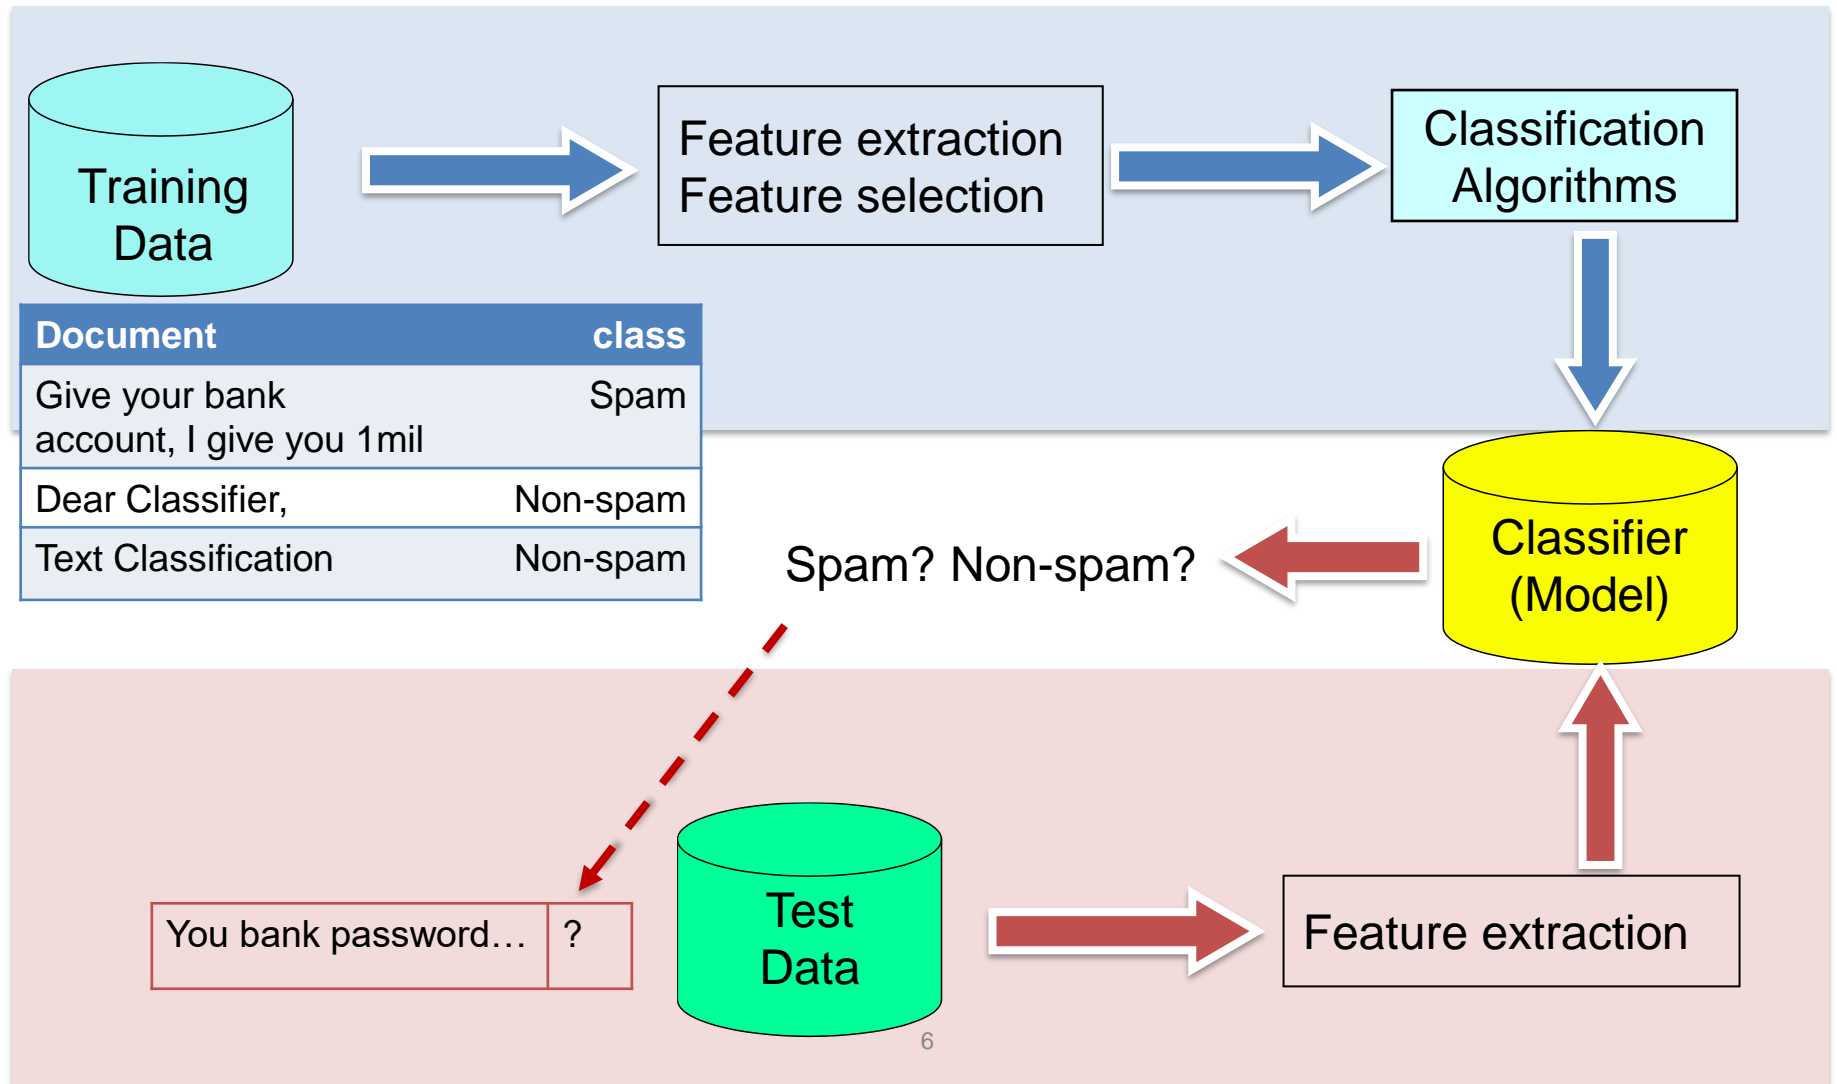 Training
Data
Feature extraction
Feature selection
Classification
Algorithms
Document class
Give your bank Spam
account, I give you 1mil
Dear Classifier, Non-spam
Text Classification Non-spam
Spam? Non-spam?
Classifier
(Model)
You bank password… ?
Test
Data
Feature extraction
6